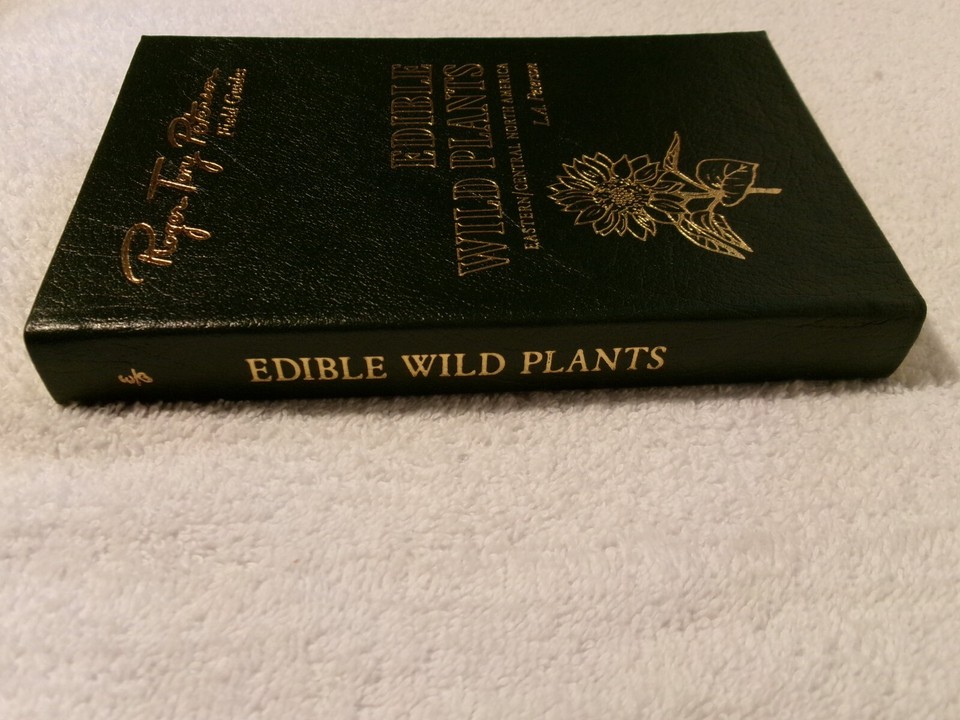 Roger Tory Peterson
Field Guides
EDIBLE
WILD PLANTS
EASTERN/CENTRAL NORTH AMERICA
L.A. Peterson
EDIBLE WILD PLANTS